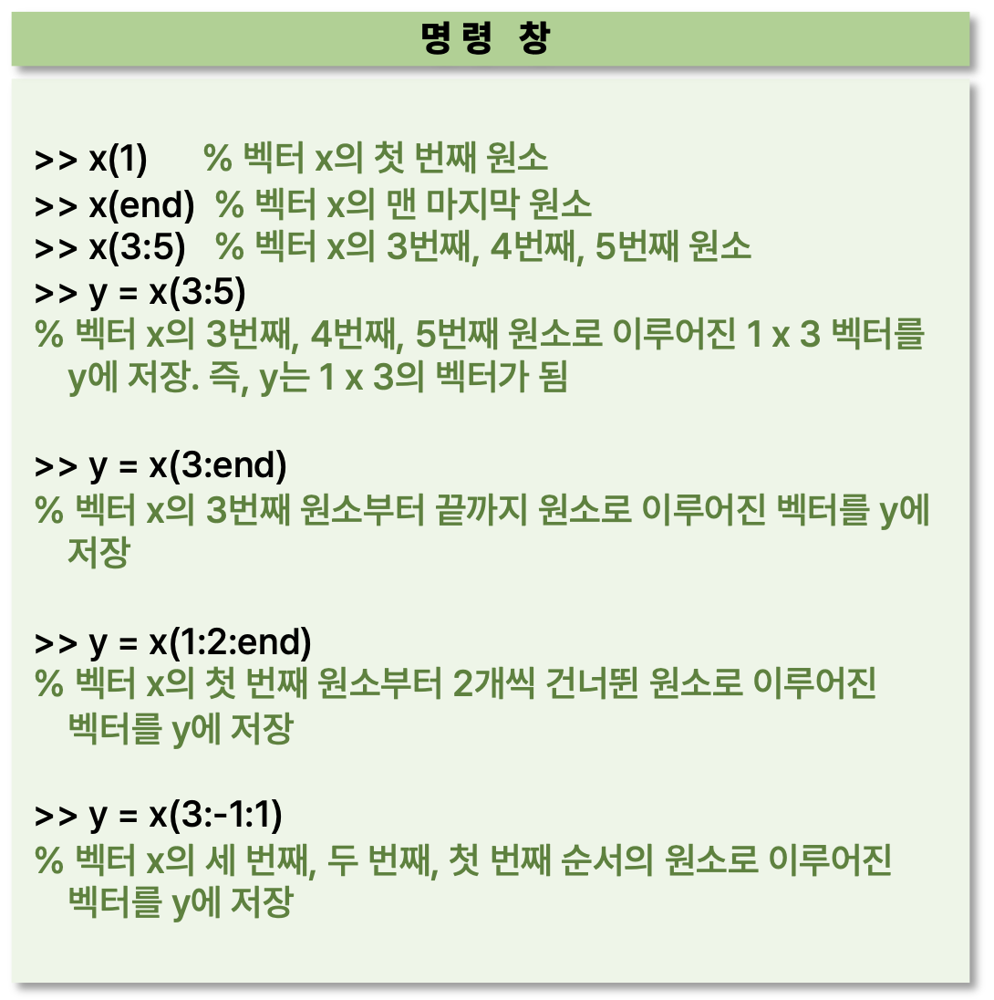 명령 창
>> x(1) % 벡터 x의 첫 번째 원소
>> x(end) % 벡터 x의 맨 마지막 원소
>> x(3:5) % 벡터 x의 3번째, 4번째, 5번째 원소
>> y = x(3:5)
% 벡터 x의 3번째, 4번째, 5번째 원소로 이루어진 1 x 3 벡터를
y에 저장. 즉, y는 1 x 3의 벡터가 됨
>> y = x(3:end)
% 벡터 x의 3번째 원소부터 끝까지 원소로 이루어진 벡터를 y에
저장
>> y = x(1:2:end)
% 벡터 x의 첫 번째 원소부터 2개씩 건너뛴 원소로 이루어진
벡터를 y에 저장
>> y = x(3:-1:1)
% 벡터 x의 세 번째, 두 번째, 첫 번째 순서의 원소로 이루어진
벡터를 y에 저장